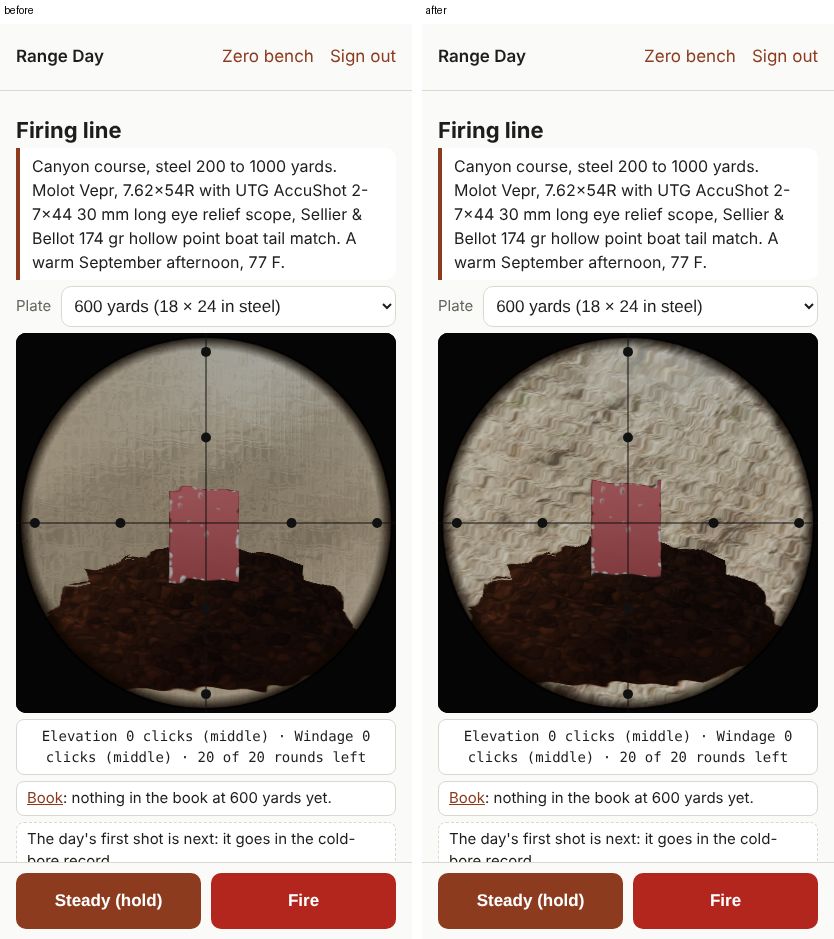 before
Range Day Zero bench Sign out
Firing line
Canyon course, steel 200 to 1000 yards.
Molot Vepr, 7.62×54R with UTG AccuShot 2-
7×44 30 mm long eye relief scope, Sellier &
Bellot 174 gr hollow point boat tail match. A
warm September afternoon, 77 F.
Plate 600 yards (18 × 24 in steel)
Elevation 0 clicks (middle) · Windage 0
clicks (middle) · 20 of 20 rounds left
Book: nothing in the book at 600 yards yet.
The day's first shot is next: it goes in the cold-
bore record
Steady (hold) Fire
after
Range Day Zero bench Sign out
Firing line
Canyon course, steel 200 to 1000 yards.
Molot Vepr, 7.62×54R with UTG AccuShot 2-
7×44 30 mm long eye relief scope, Sellier &
Bellot 174 gr hollow point boat tail match. A
warm September afternoon, 77 F.
Plate 600 yards (18 × 24 in steel)
Elevation 0 clicks (middle) · Windage 0
clicks (middle) · 20 of 20 rounds left
Book: nothing in the book at 600 yards yet.
The day's first shot is next: it goes in the cold-
bore record
Steady (hold) Fire